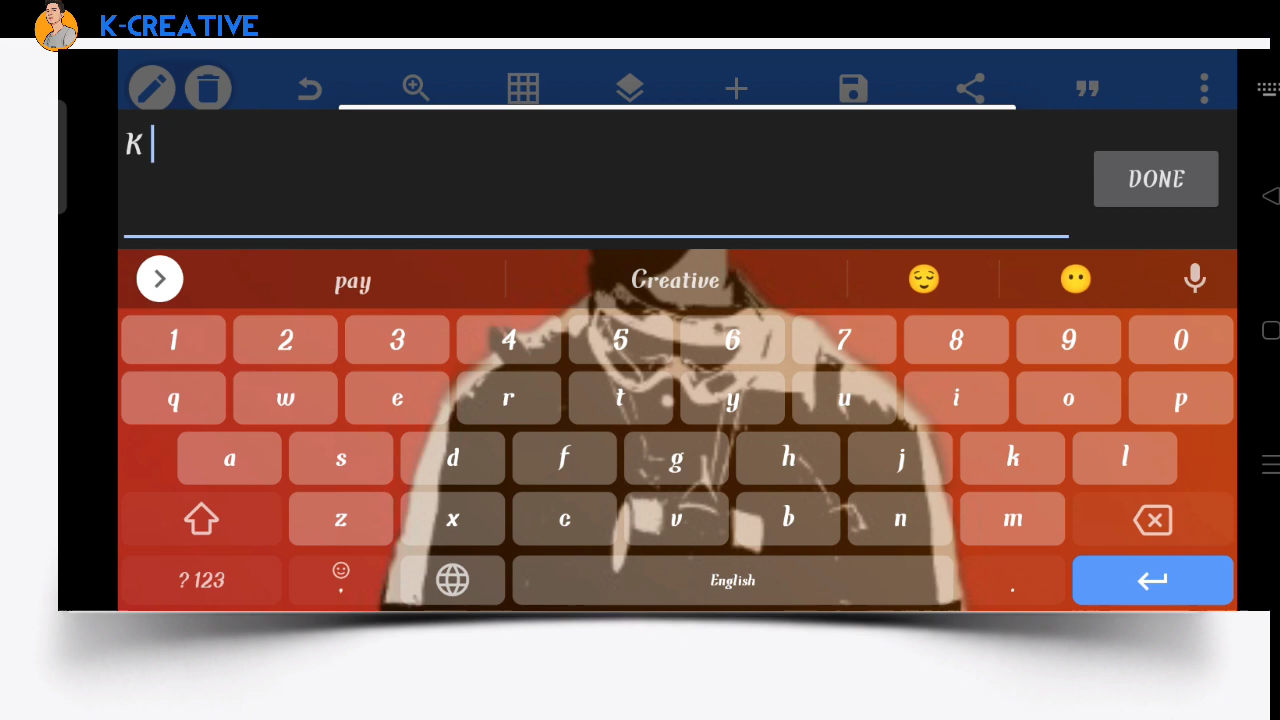 K-CREATIVE
K
DONE
pay Creative
1 2 3 4 5 6 7 8 9 0
q w e r t y u i o p
a s d f g h j k l
z x c v b n m
?123 , English .